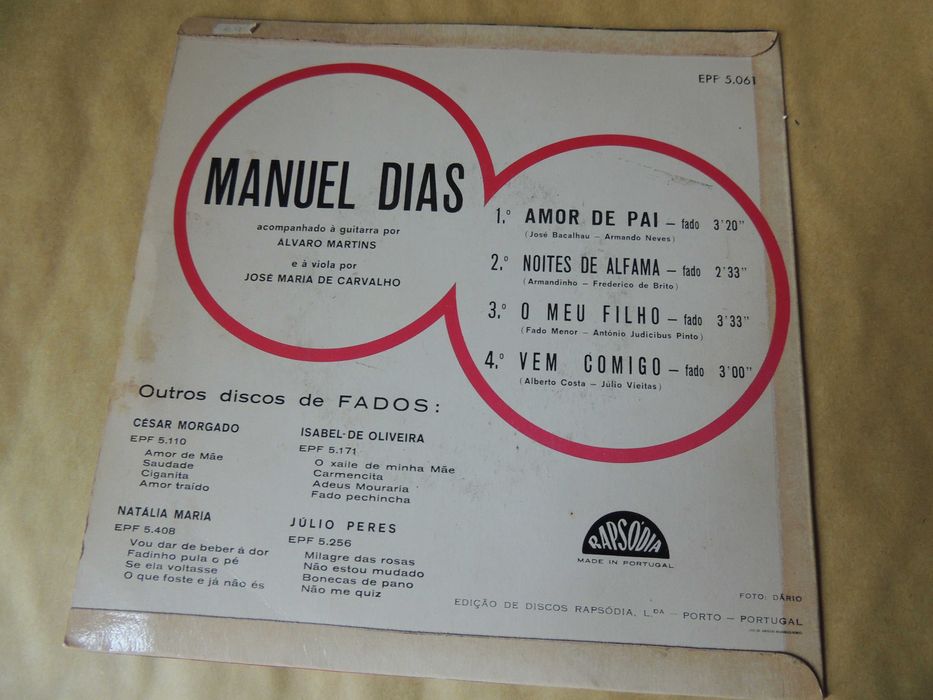 EPF 5.061
MANUEL DIAS
acompanhado à guitarra por
ÁLVARO MARTINS
e à viola por
JOSÉ MARIA DE CARVALHO
1.º AMOR DE PAI – fado 3'20"
(José Bacalhau – Armando Neves)
2.º NOITES DE ALFAMA – fado 2'33"
(Armandinho – Frederico de Brito)
3.º O MEU FILHO – fado 3'33"
(Fado Menor – António Judicibus Pinto)
4.º VEM COMIGO – fado 3'00"
(Alberto Costa – Júlio Vieitas)
Outros discos de FADOS:
CÉSAR MORGADO
EPF 5.110
Amor de Mãe
Saudade
Ciganita
Amor traído
ISABEL DE OLIVEIRA
EPF 5.171
O xaile de minha Mãe
Carmencita
Adeus Mouraria
Fado pechincha
NATÁLIA MARIA
EPF 5.408
Vou dar de beber à dor
Fadinho pula o pé
Se ela voltasse
O que foste e já não és
JÚLIO PERES
EPF 5.256
Milagre das rosas
Não estou mudado
Bonecas de pano
Não me quiz
RAPSÓDIA
MADE IN PORTUGAL
FOTO: DÁRIO
EDIÇÃO DE DISCOS RAPSÓDIA, L.DA – PORTO – PORTUGAL